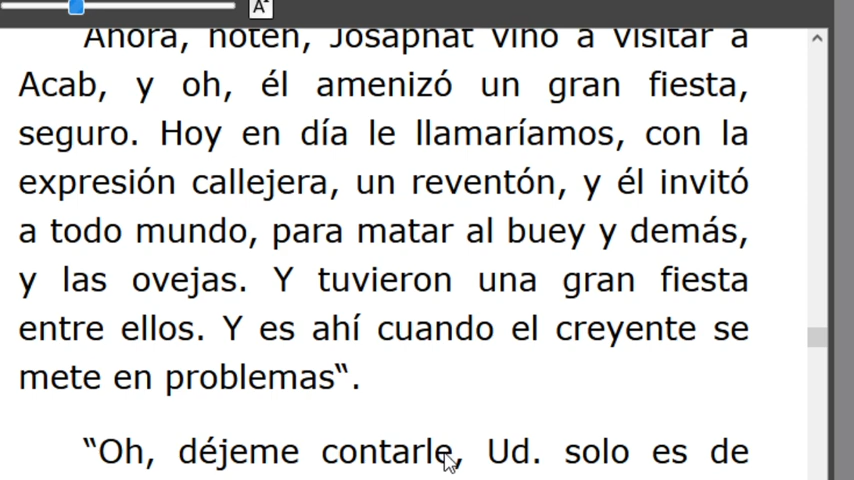 A
Ahora, noten, Josaphat vino a visitar a
Acab, y oh, él amenizó un gran fiesta,
seguro. Hoy en día le llamaríamos, con la
expresión callejera, un reventón, y él invitó
a todo mundo, para matar al buey y demás,
y las ovejas. Y tuvieron una gran fiesta
entre ellos. Y es ahí cuando el creyente se
mete en problemas“.
“Oh, déjeme contarle, Ud. solo es de